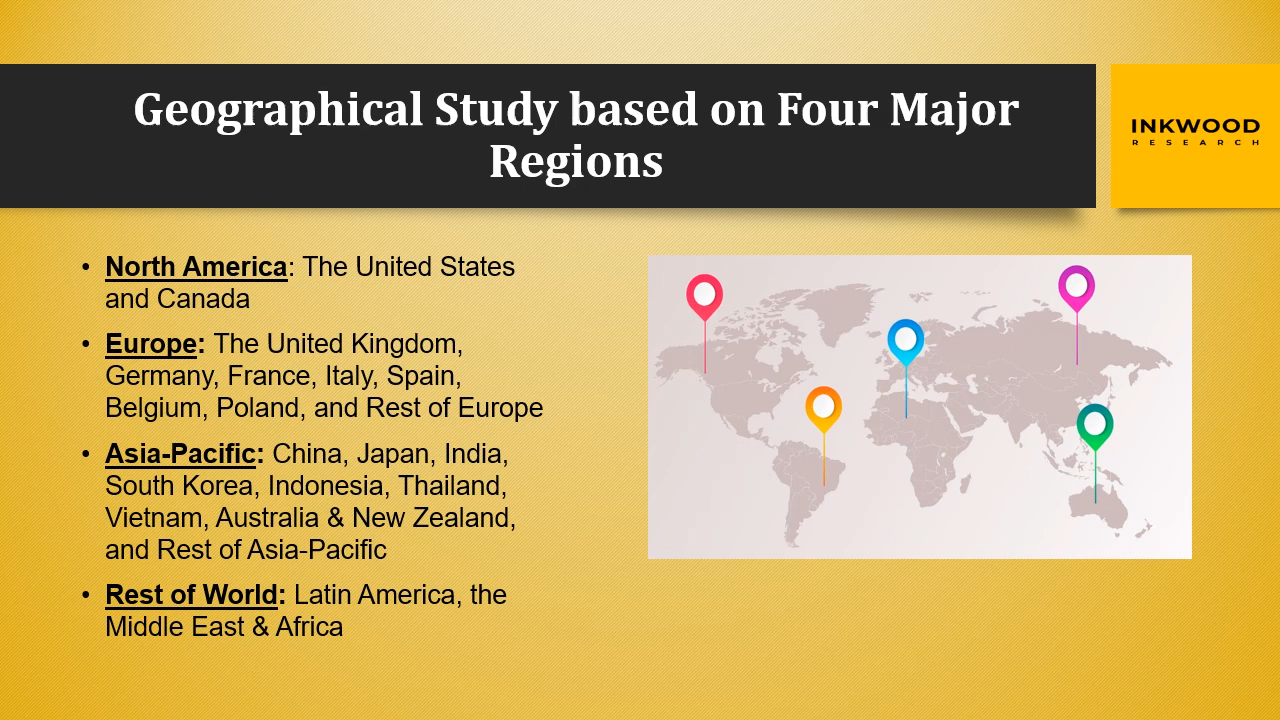 Geographical Study based on Four Major
Regions
INKWOOD
RESEARCH
• North America: The United States
and Canada
• Europe: The United Kingdom,
Germany, France, Italy, Spain,
Belgium, Poland, and Rest of Europe
• Asia-Pacific: China, Japan, India,
South Korea, Indonesia, Thailand,
Vietnam, Australia & New Zealand,
and Rest of Asia-Pacific
• Rest of World: Latin America, the
Middle East & Africa